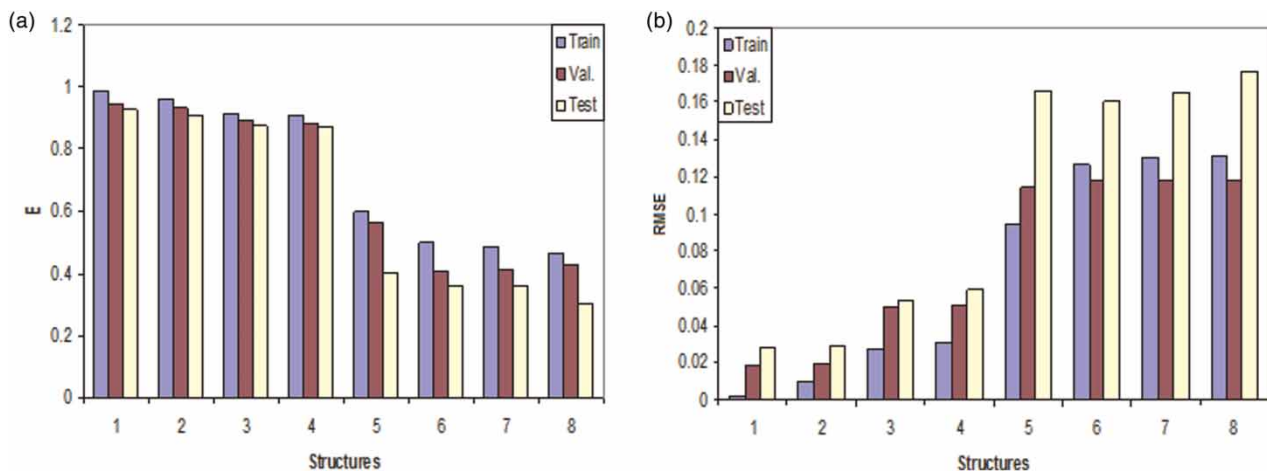 (a)
1.2
1
0.8
0.6
0.4
0.2
0
E
1 2 3 4 5 6 7 8
Structures
Train
Val.
Test
(b)
0.2
0.18
0.16
0.14
0.12
0.1
0.08
0.06
0.04
0.02
0
RMSE
1 2 3 4 5 6 7 8
Structures
Train
Val.
Test